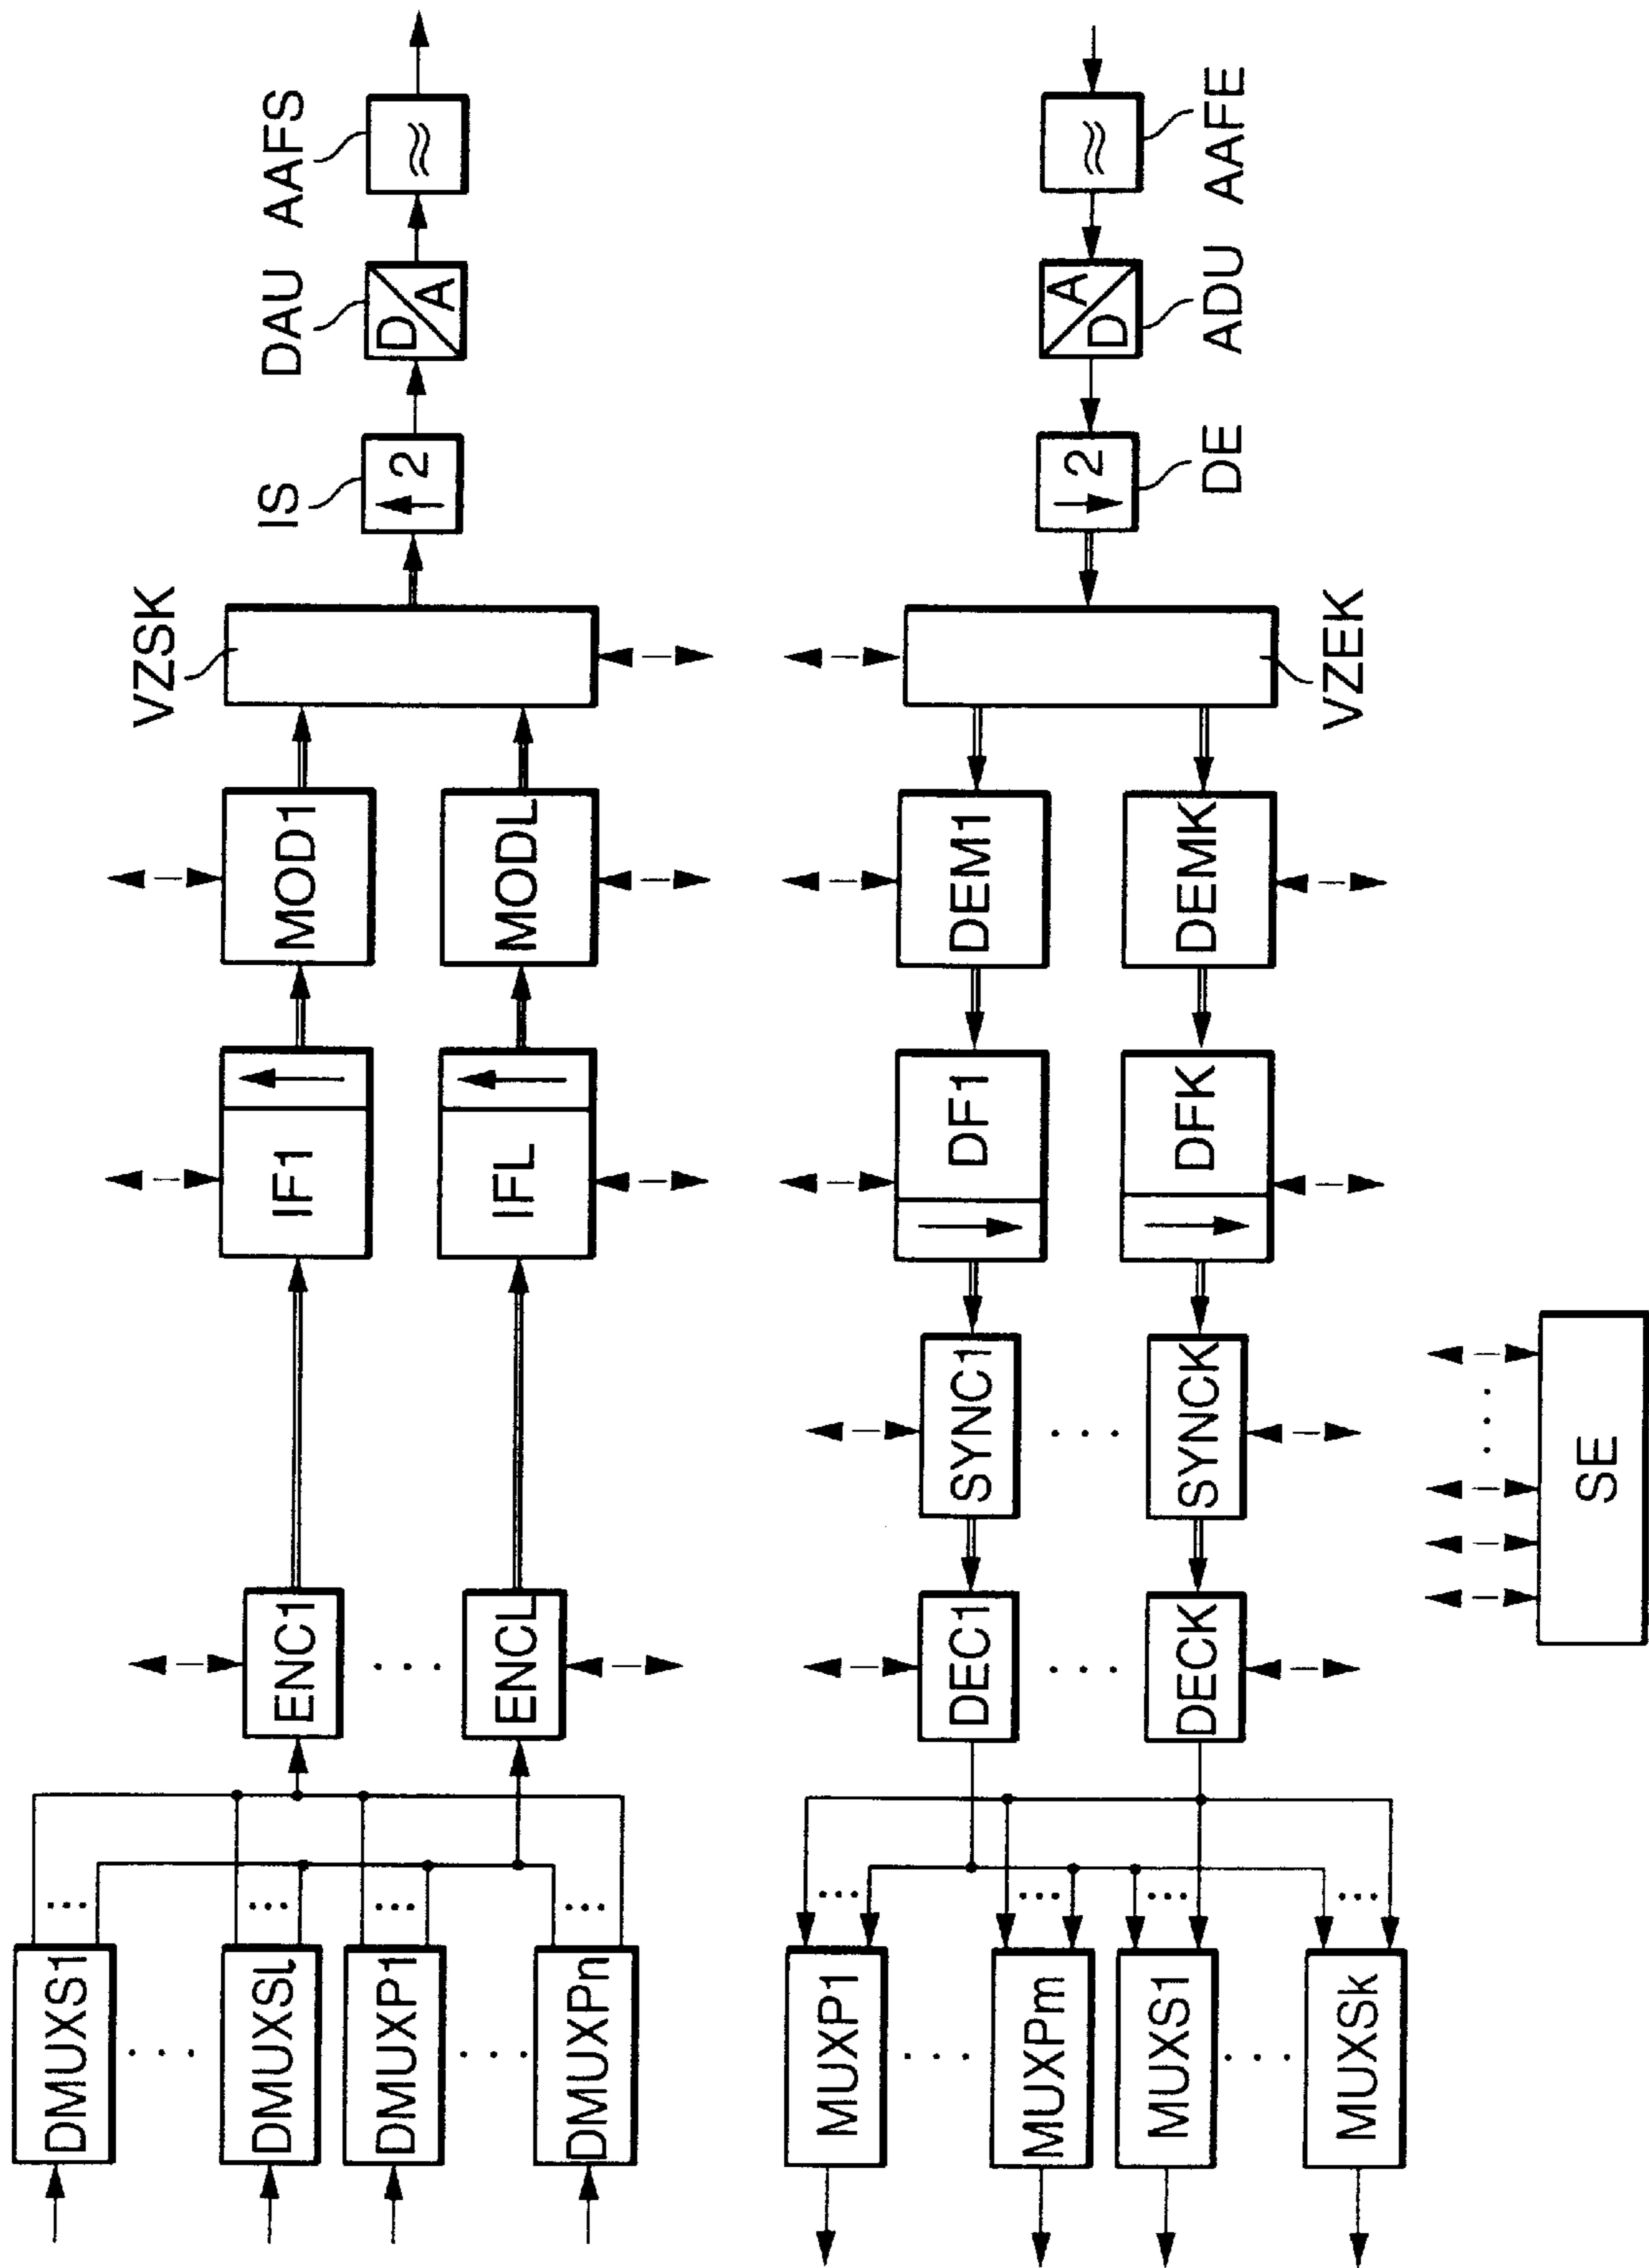 DMUXS1
DMUXSL
DMUXP1
DMUXPn
ENC1
ENCL
IF1
IFL
MOD1
MODL
VZSK
IS
2
DAU
D
A
AAFS
≈
MUXP1
MUXPm
MUXS1
MUXSk
DEC1
DECK
SYNC1
SYNCK
DF1
DFK
DEM1
DEMK
VZEK
2
DE
A
D
ADU
≈
AAFE
SE